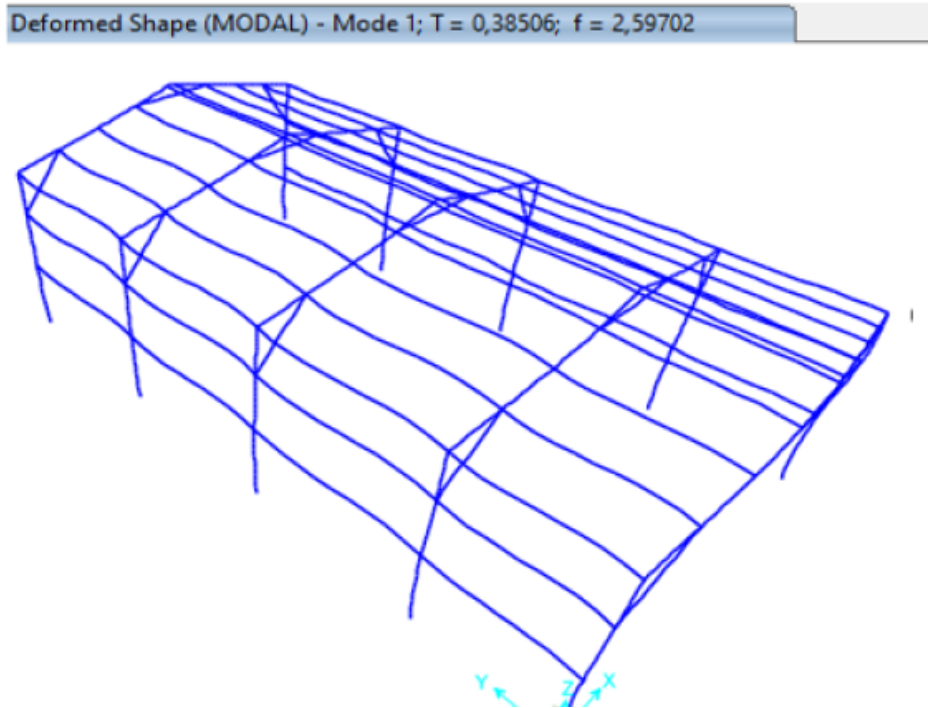 Deformed Shape (MODAL) - Mode 1; T = 0,38506; f = 2,59702
Y
Z
X